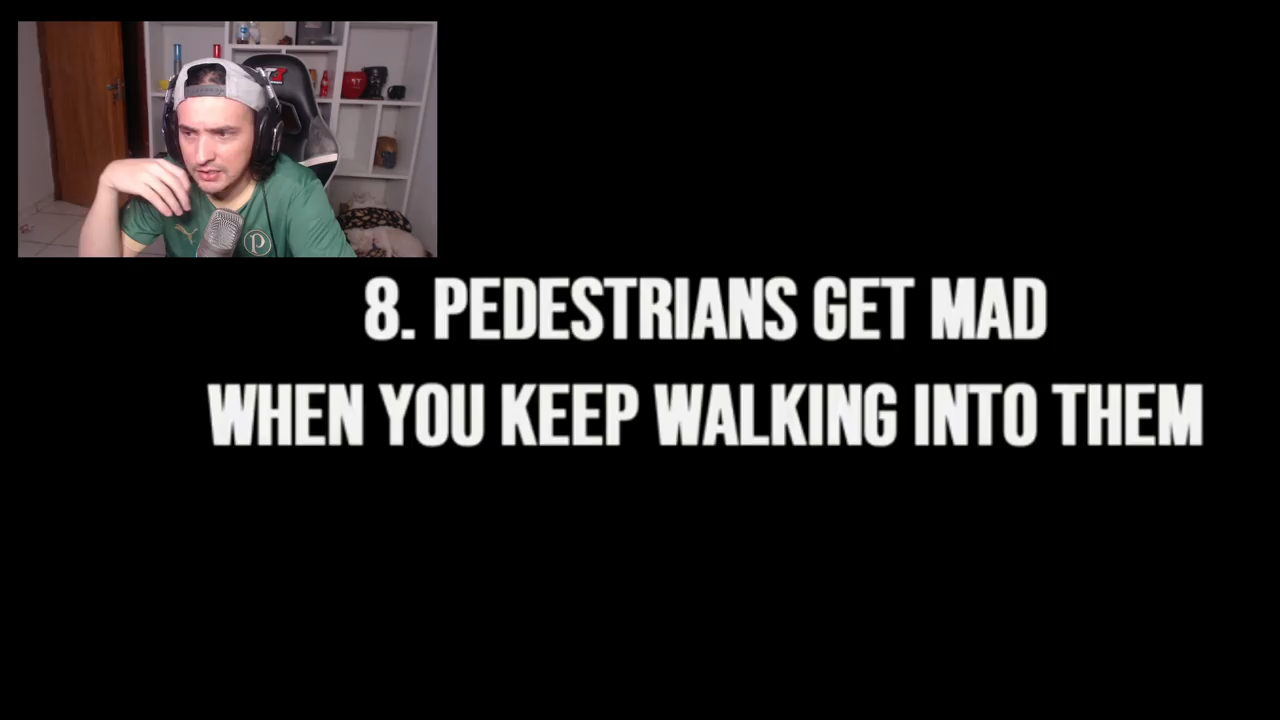 8. PEDESTRIANS GET MAD
WHEN YOU KEEP WALKING INTO THEM